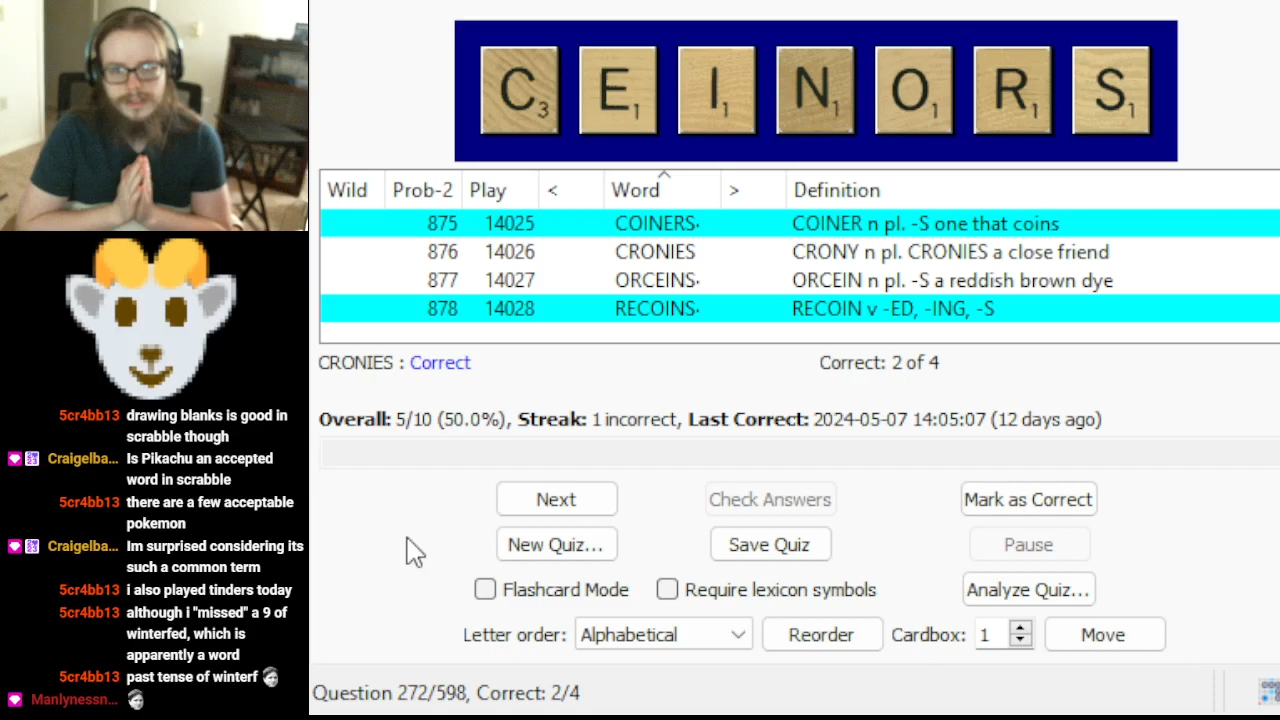 C3 E1 I1 N1 O1 R1 S1
Wild Prob-2 Play < Word > Definition
875 14025 COINERS· COINER n pl. -S one that coins
876 14026 CRONIES CRONY n pl. CRONIES a close friend
877 14027 ORCEINS· ORCEIN n pl. -S a reddish brown dye
878 14028 RECOINS· RECOIN v -ED, -ING, -S
CRONIES : Correct Correct: 2 of 4
Overall: 5/10 (50.0%), Streak: 1 incorrect, Last Correct: 2024-05-07 14:05:07 (12 days ago)
Next Check Answers Mark as Correct
New Quiz... Save Quiz Pause
Flashcard Mode Require lexicon symbols Analyze Quiz...
Letter order: Alphabetical Reorder Cardbox: 1 Move
Question 272/598, Correct: 2/4
5cr4bb13 drawing blanks is good in
scrabble though
Craigelba... Is Pikachu an accepted
word in scrabble
5cr4bb13 there are a few acceptable
pokemon
Craigelba... Im surprised considering its
such a common term
5cr4bb13 i also played tinders today
5cr4bb13 although i "missed" a 9 of
winterfed, which is
apparently a word
5cr4bb13 past tense of winterf
Manlynessn...